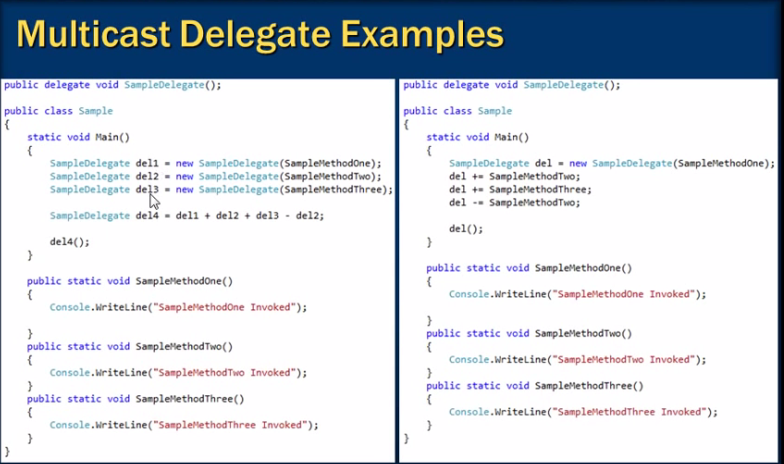 Multicast Delegate Examples
public delegate void SampleDelegate();
public class Sample
{
static void Main()
{
SampleDelegate del1 = new SampleDelegate(SampleMethodOne);
SampleDelegate del2 = new SampleDelegate(SampleMethodTwo);
SampleDelegate del3 = new SampleDelegate(SampleMethodThree);
SampleDelegate del4 = del1 + del2 + del3 - del2;
del4();
}
public static void SampleMethodOne()
{
Console.WriteLine("SampleMethodOne Invoked");
}
public static void SampleMethodTwo()
{
Console.WriteLine("SampleMethodTwo Invoked");
}
public static void SampleMethodThree()
{
Console.WriteLine("SampleMethodThree Invoked");
}
}
public delegate void SampleDelegate();
public class Sample
{
static void Main()
{
SampleDelegate del = new SampleDelegate(SampleMethodOne);
del += SampleMethodTwo;
del += SampleMethodThree;
del -= SampleMethodTwo;
del();
}
public static void SampleMethodOne()
{
Console.WriteLine("SampleMethodOne Invoked");
}
public static void SampleMethodTwo()
{
Console.WriteLine("SampleMethodTwo Invoked");
}
public static void SampleMethodThree()
{
Console.WriteLine("SampleMethodThree Invoked");
}
}